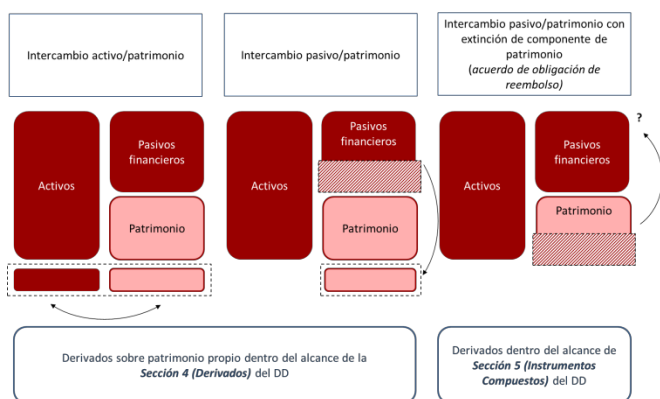 Intercambio activo/patrimonio
Intercambio pasivo/patrimonio
Intercambio pasivo/patrimonio con
extinción de componente de
patrimonio
(acuerdo de obligación de
reembolso)
Activos
Pasivos
financieros
Patrimonio
Activos
Pasivos
financieros
Patrimonio
Activos
Pasivos
financieros
Patrimonio
?
Derivados sobre patrimonio propio dentro del alcance de la
Sección 4 (Derivados) del DD
Derivados dentro del alcance de
Sección 5 (Instrumentos
Compuestos) del DD